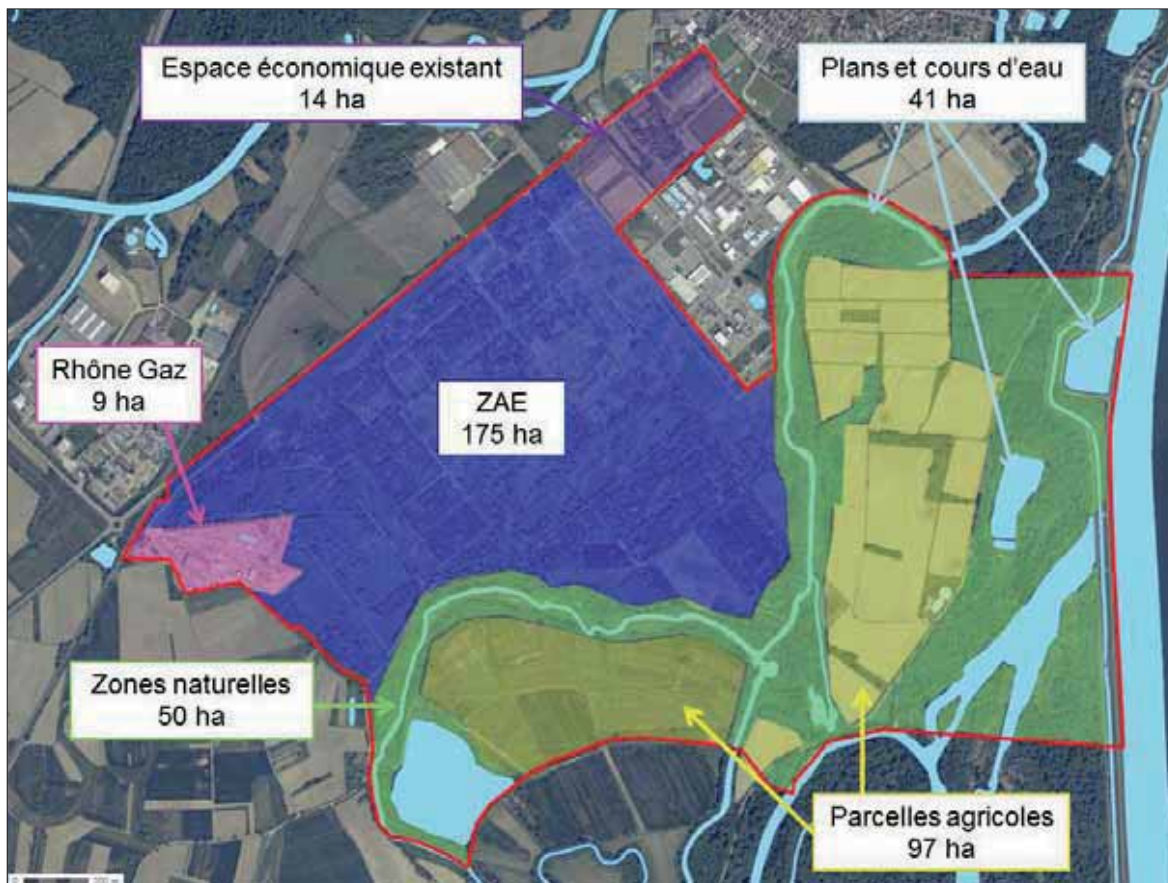 Espace économique existant
14 ha
Plans et cours d'eau
41 ha
Rhône Gaz
9 ha
ZAE
175 ha
Zones naturelles
50 ha
Parcelles agricoles
97 ha